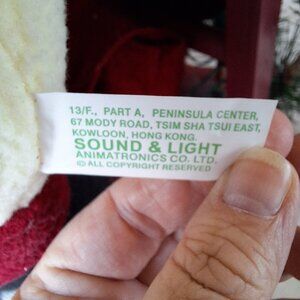 13/F., PART A, PENINSULA CENTER,
67 MODY ROAD, TSIM SHA TSUI EAST,
KOWLOON, HONG KONG.
SOUND & LIGHT
ANIMATRONICS CO. LTD.
© ALL COPYRIGHT RESERVED